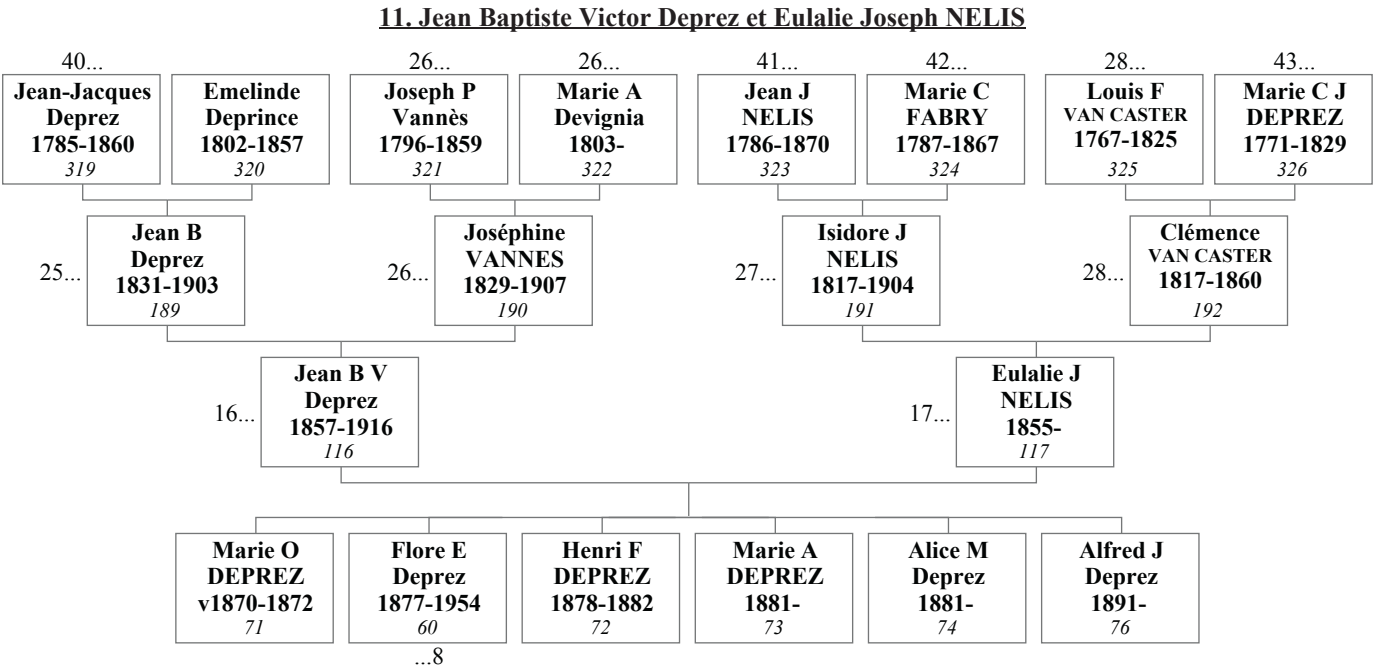 11. Jean Baptiste Victor Deprez et Eulalie Joseph NELIS
40...
26...
26...
41...
42...
28...
43...
Jean-Jacques
Deprez
1785-1860
319
Emelinde
Deprince
1802-1857
320
Joseph P
Vannès
1796-1859
321
Marie A
Devignia
1803-
322
Jean J
NELIS
1786-1870
323
Marie C
FABRY
1787-1867
324
Louis F
VAN CASTER
1767-1825
325
Marie C J
DEPREZ
1771-1829
326
25...
Jean B
Deprez
1831-1903
189
26...
Joséphine
VANNES
1829-1907
190
27...
Isidore J
NELIS
1817-1904
191
28...
Clémence
VAN CASTER
1817-1860
192
16...
Jean B V
Deprez
1857-1916
116
17...
Eulalie J
NELIS
1855-
117
Marie O
DEPREZ
v1870-1872
71
Flore E
Deprez
1877-1954
60
Henri F
DEPREZ
1878-1882
72
Marie A
DEPREZ
1881-
73
Alice M
Deprez
1881-
74
Alfred J
Deprez
1891-
76
...8